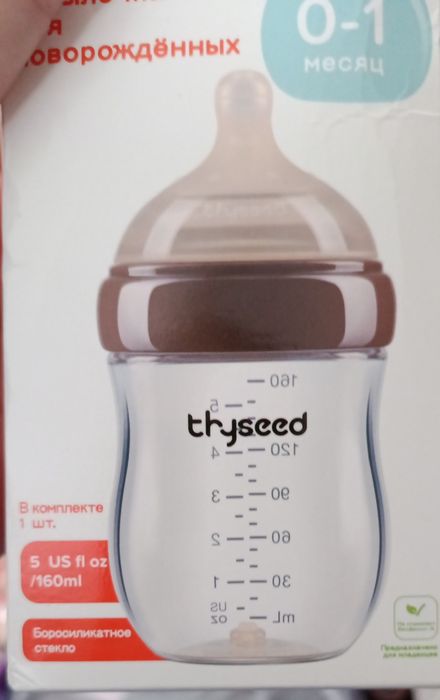 оворождённых
0-1
месяц
160
5
thyseed
4
120
3
90
2
60
1
30
US
oz
mL
В комплекте
1 шт.
5 US fl oz
/160ml
Боросиликатное
стекло
Предназначено
для младенцев